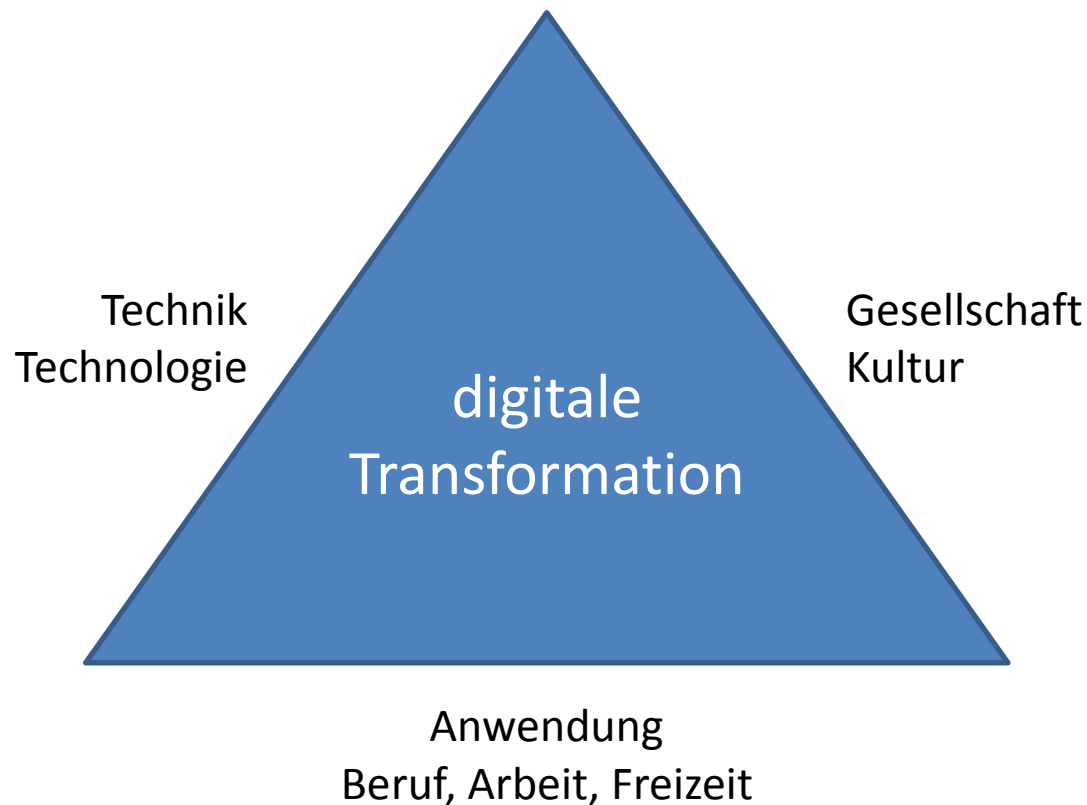 Technik
Technologie
Gesellschaft
Kultur
digitale
Transformation
Anwendung
Beruf, Arbeit, Freizeit